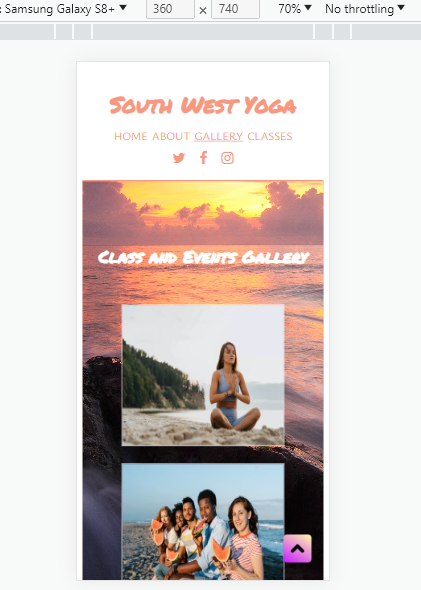 : Samsung Galaxy S8+ 360 × 740 70% No throttling
South West Yoga
HOME ABOUT GALLERY CLASSES
Class and Events Gallery